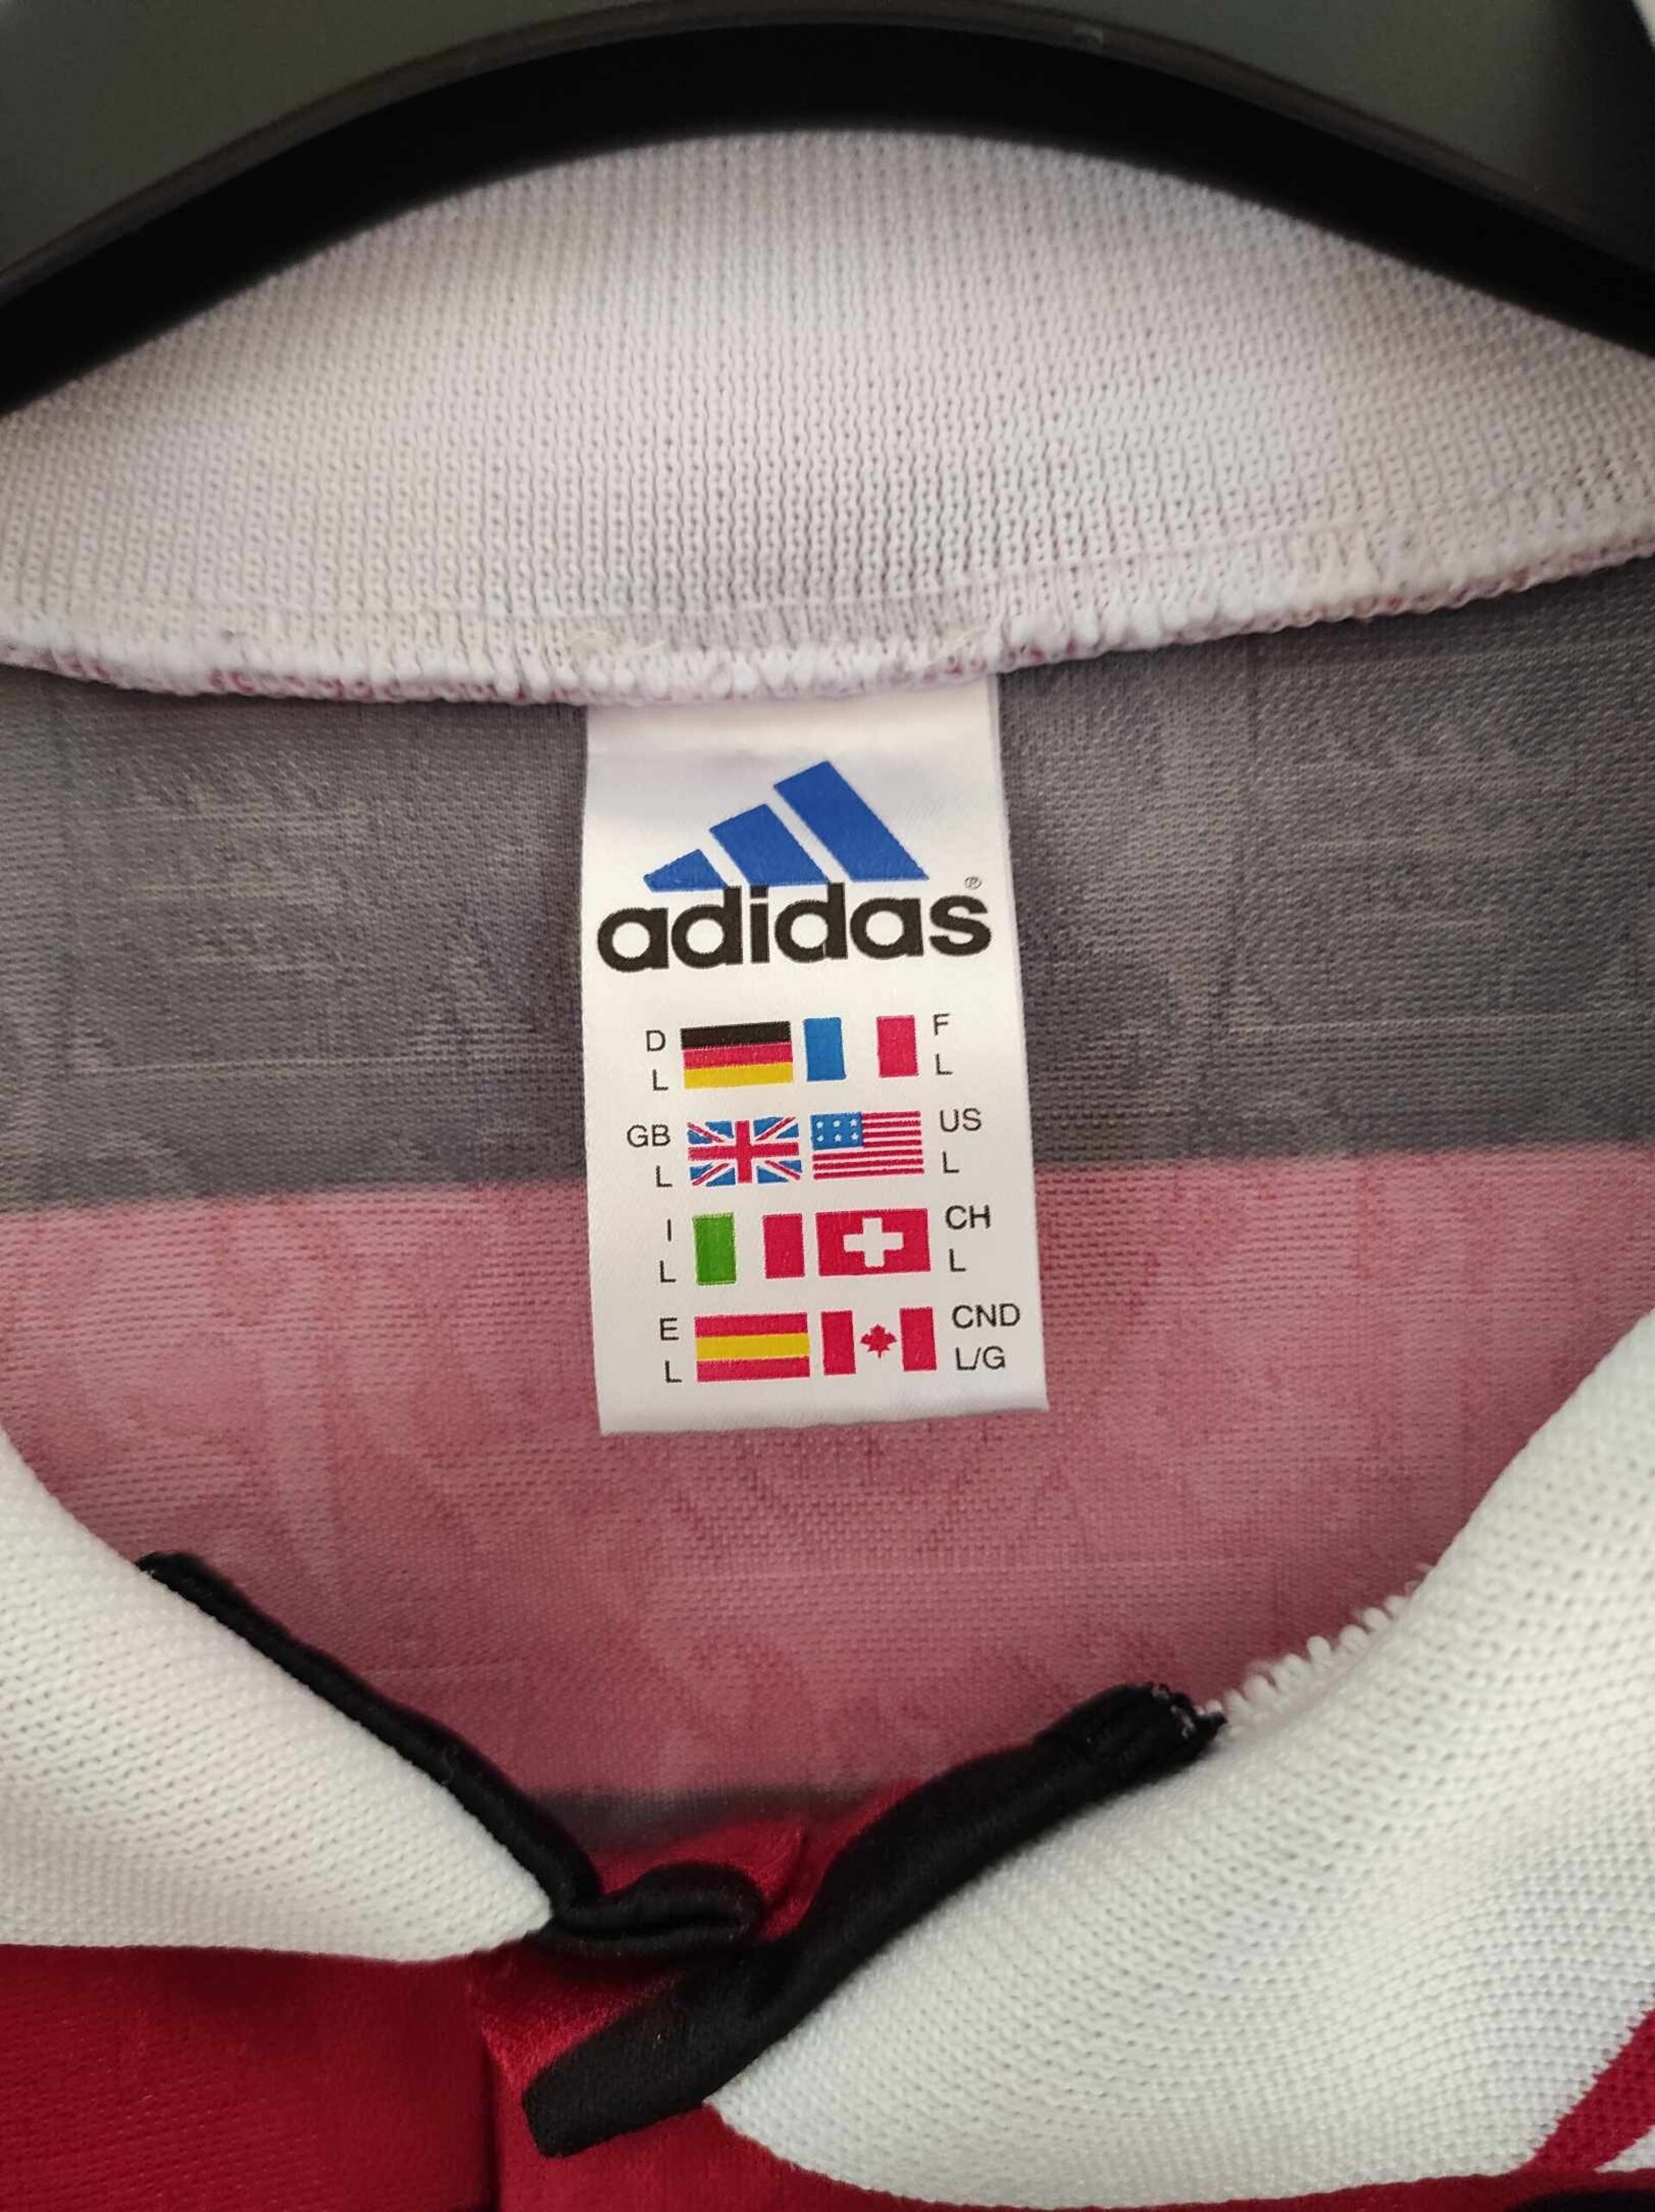 adidas®
D F
L L
GB US
L L
I CH
L L
E CND
L L/G